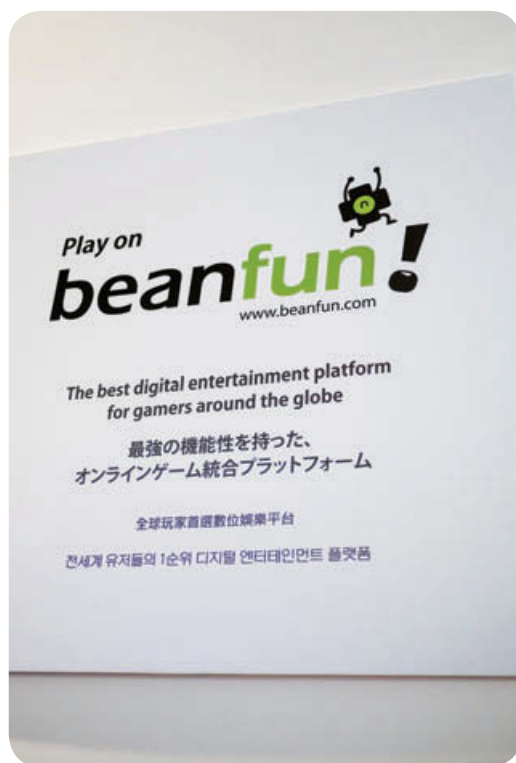 Play on
beanfun!
www.beanfun.com
The best digital entertainment platform
for gamers around the globe
最強の機能性を持った、
オンラインゲーム統合プラットフォーム
全球玩家首選數位娛樂平台
전세계 유저들의 1순위 디지털 엔터테인먼트 플랫폼